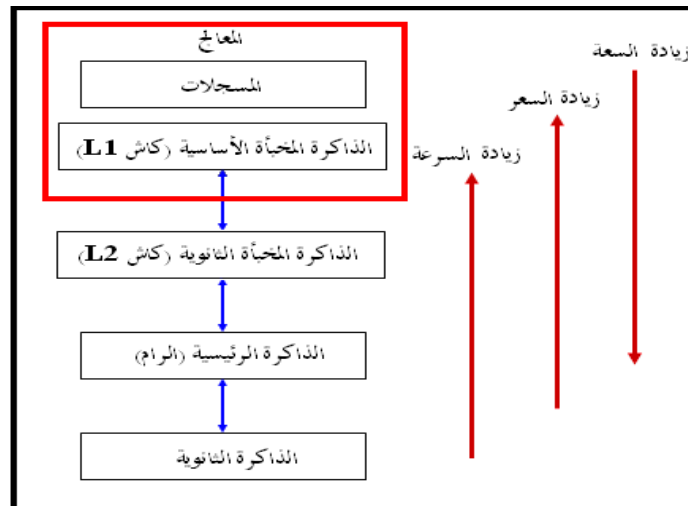 المعالج
زيادة السعة
المسجلات
زيادة السعر
الذاكرة المخبأة الأساسية (كاش L1)
زيادة السرعة
الذاكرة المخبأة الثانوية (كاش L2)
الذاكرة الرئيسية (الرام)
الذاكرة الثانوية